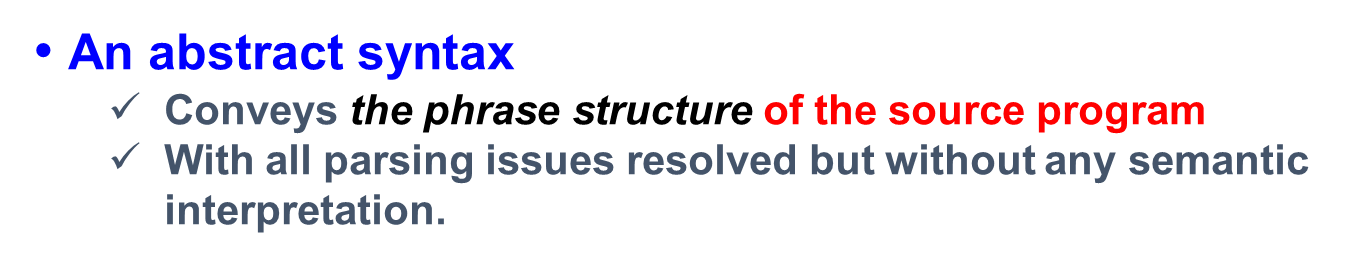 • An abstract syntax
✓ Conveys the phrase structure of the source program
✓ With all parsing issues resolved but without any semantic
interpretation.